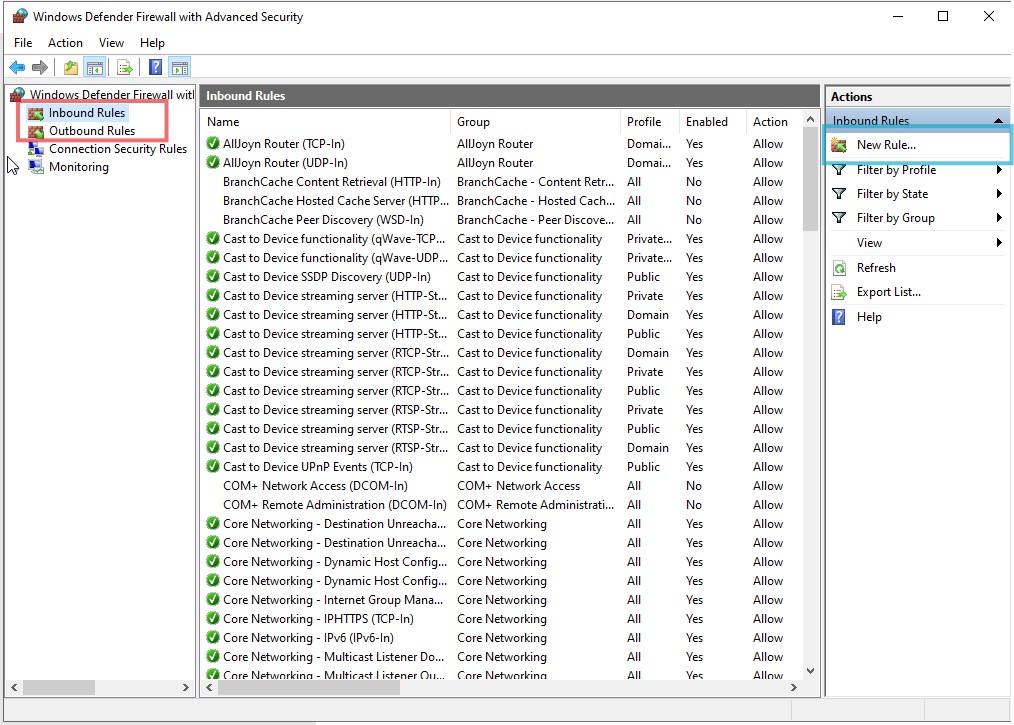 Windows Defender Firewall with Advanced Security
File Action View Help
Windows Defender Firewall wit
Inbound Rules
Outbound Rules
Connection Security Rules
Monitoring
Inbound Rules
Name Group Profile Enabled Action
AllJoyn Router (TCP-In) AllJoyn Router Domai... Yes Allow
AllJoyn Router (UDP-In) AllJoyn Router Domai... Yes Allow
BranchCache Content Retrieval (HTTP-In) BranchCache - Content Retr... All No Allow
BranchCache Hosted Cache Server (HTTP... BranchCache - Hosted Cach... All No Allow
BranchCache Peer Discovery (WSD-In) BranchCache - Peer Discove... All No Allow
Cast to Device functionality (qWave-TCP... Cast to Device functionality Private... Yes Allow
Cast to Device functionality (qWave-UDP... Cast to Device functionality Private... Yes Allow
Cast to Device SSDP Discovery (UDP-In) Cast to Device functionality Public Yes Allow
Cast to Device streaming server (HTTP-St... Cast to Device functionality Private Yes Allow
Cast to Device streaming server (HTTP-St... Cast to Device functionality Domain Yes Allow
Cast to Device streaming server (HTTP-St... Cast to Device functionality Public Yes Allow
Cast to Device streaming server (RTCP-Str... Cast to Device functionality Domain Yes Allow
Cast to Device streaming server (RTCP-Str... Cast to Device functionality Private Yes Allow
Cast to Device streaming server (RTCP-Str... Cast to Device functionality Public Yes Allow
Cast to Device streaming server (RTSP-Str... Cast to Device functionality Private Yes Allow
Cast to Device streaming server (RTSP-Str... Cast to Device functionality Public Yes Allow
Cast to Device streaming server (RTSP-Str... Cast to Device functionality Domain Yes Allow
Cast to Device UPnP Events (TCP-In) Cast to Device functionality Public Yes Allow
COM+ Network Access (DCOM-In) COM+ Network Access All No Allow
COM+ Remote Administration (DCOM-In) COM+ Remote Administrati... All No Allow
Core Networking - Destination Unreacha... Core Networking All Yes Allow
Core Networking - Destination Unreacha... Core Networking All Yes Allow
Core Networking - Dynamic Host Config... Core Networking All Yes Allow
Core Networking - Dynamic Host Config... Core Networking All Yes Allow
Core Networking - Internet Group Mana... Core Networking All Yes Allow
Core Networking - IPHTTPS (TCP-In) Core Networking All Yes Allow
Core Networking - IPv6 (IPv6-In) Core Networking All Yes Allow
Core Networking - Multicast Listener Do... Core Networking All Yes Allow
Core Networking - Multicast Listener Qu... Core Networking All Yes Allow
Actions
Inbound Rules
New Rule...
Filter by Profile
Filter by State
Filter by Group
View
Refresh
Export List...
Help